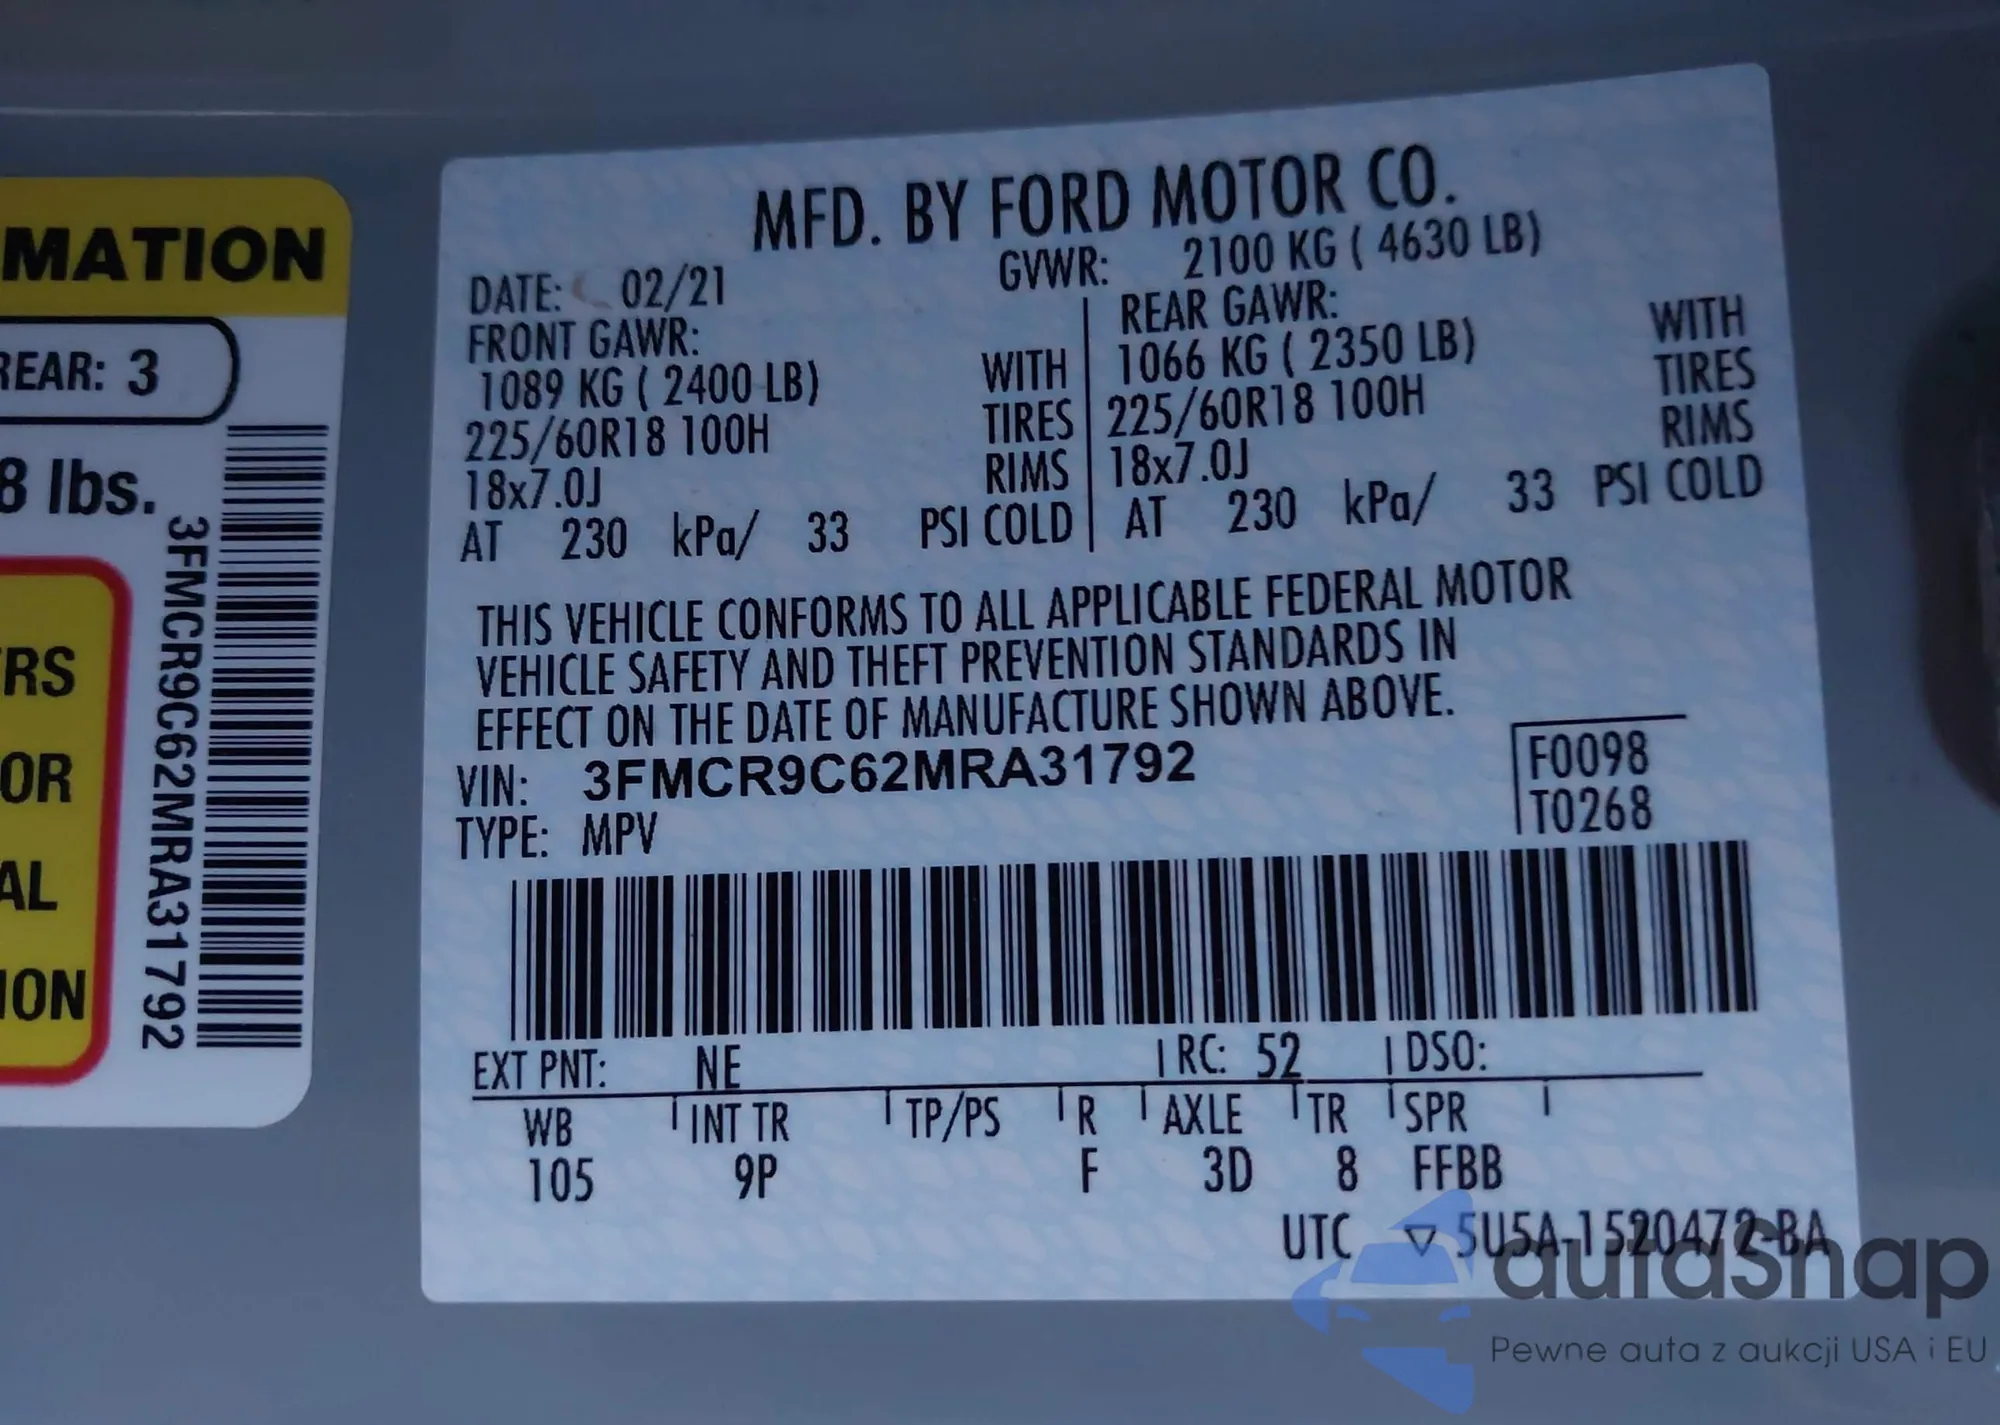 MATION
REAR: 3
8 lbs.
RS
OR
AL
ION
3FMCR9C62MRA31792
MFD. BY FORD MOTOR CO.
DATE: 02/21 GVWR: 2100 KG ( 4630 LB)
FRONT GAWR: REAR GAWR:
1089 KG ( 2400 LB) WITH 1066 KG ( 2350 LB) WITH
225/60R18 100H TIRES 225/60R18 100H TIRES
18x7.0J RIMS 18x7.0J RIMS
AT 230 kPa/ 33 PSI COLD AT 230 kPa/ 33 PSI COLD
THIS VEHICLE CONFORMS TO ALL APPLICABLE FEDERAL MOTOR
VEHICLE SAFETY AND THEFT PREVENTION STANDARDS IN
EFFECT ON THE DATE OF MANUFACTURE SHOWN ABOVE.
VIN: 3FMCR9C62MRA31792 F0098
TYPE: MPV T0268
EXT PNT: NE RC: 52 DSO:
WB INT TR TP/PS R AXLE TR SPR
105 9P F 3D 8 FFBB
UTC ▽ 5U5A-1520472-BA
autaSnap
Pewne auta z aukcji USA i EU